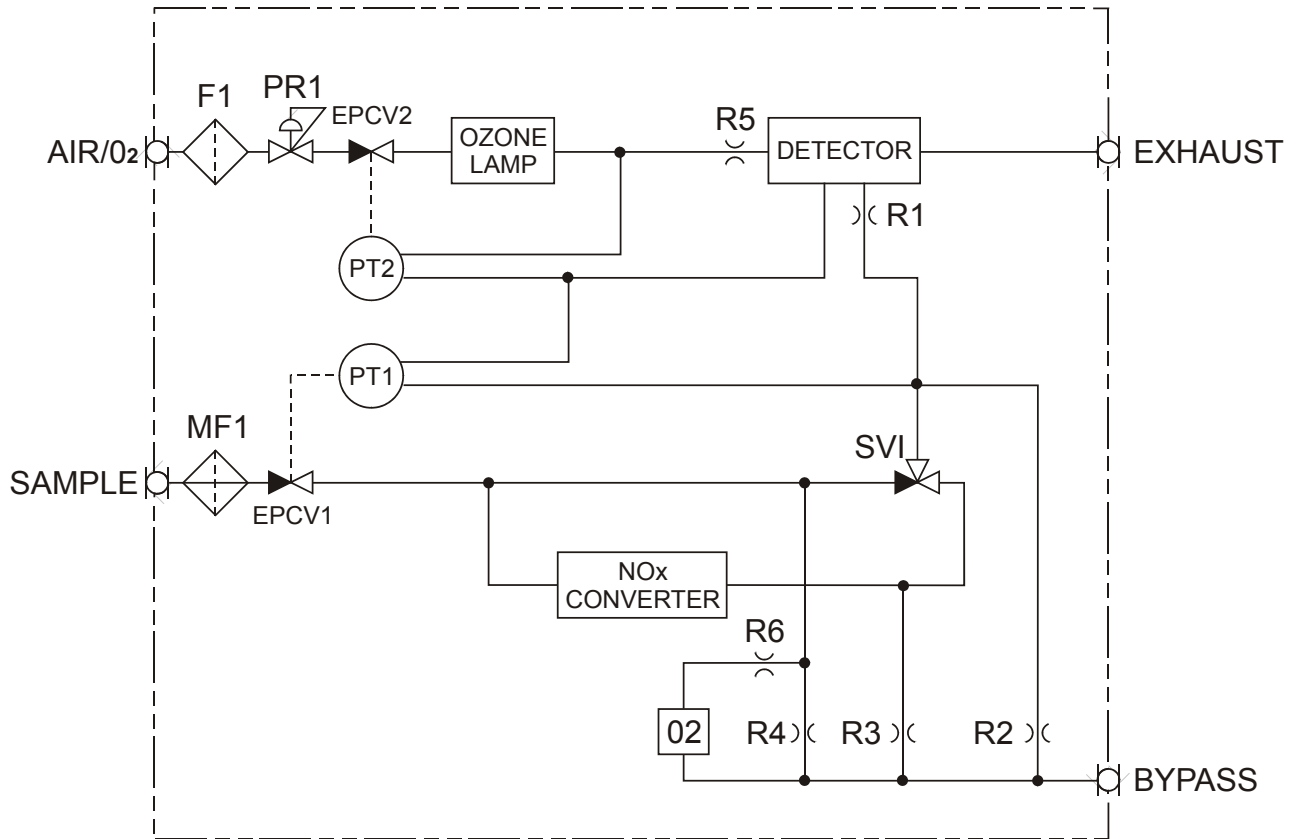 F1
PR1
EPCV2
R5
AIR/02
OZONE
LAMP
DETECTOR
EXHAUST
R1
PT2
PT1
MF1
SVI
SAMPLE
EPCV1
NOx
CONVERTER
R6
02
R4
R3
R2
BYPASS